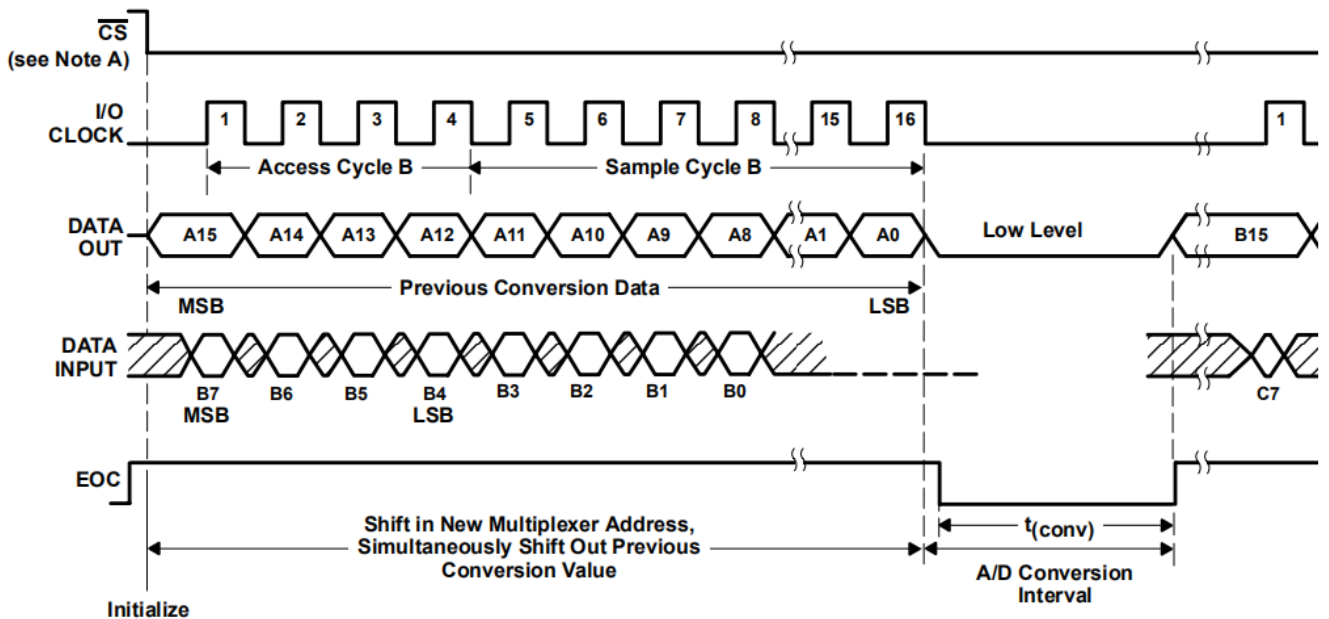 CS
(see Note A)
I/O
CLOCK
1 2 3 4 5 6 7 8 15 16 1
Access Cycle B Sample Cycle B
DATA
OUT
A15 A14 A13 A12 A11 A10 A9 A8 A1 A0 Low Level B15
Previous Conversion Data
MSB LSB
DATA
INPUT
B7 B6 B5 B4 B3 B2 B1 B0 C7
MSB LSB
EOC
Shift in New Multiplexer Address,
Simultaneously Shift Out Previous
Conversion Value
t(conv)
A/D Conversion
Interval
Initialize